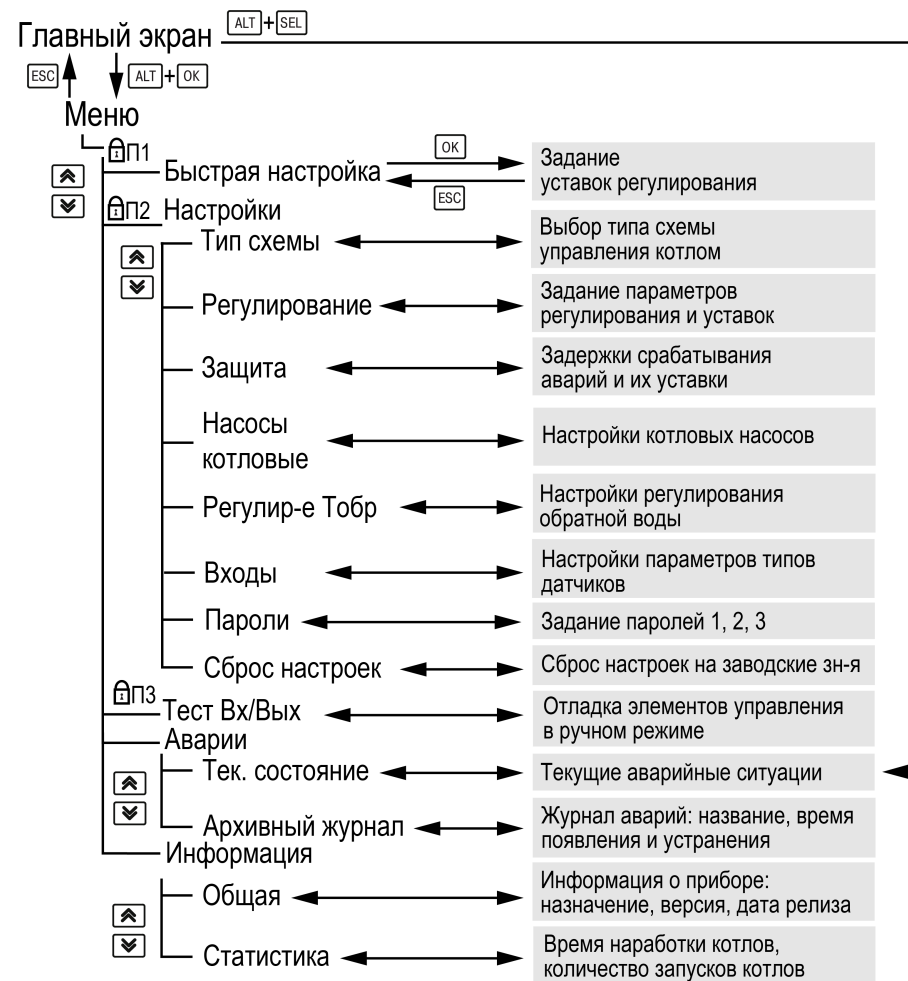 Главный экран ALT+SEL
ESC ALT+OK
Меню
П1
Быстрая настройка
OK
ESC
Задание
уставок регулирования
П2 Настройки
Тип схемы
Выбор типа схемы
управления котлом
Регулирование
Задание параметров
регулирования и уставок
Защита
Задержки срабатывания
аварий и их уставки
Насосы
котловые
Настройки котловых насосов
Регулир-е Тобр
Настройки регулирования
обратной воды
Входы
Настройки параметров типов
датчиков
Пароли
Задание паролей 1, 2, 3
Сброс настроек
Сброс настроек на заводские зн-я
П3
Тест Вх/Вых
Отладка элементов управления
в ручном режиме
Аварии
Тек. состояние
Текущие аварийные ситуации
Архивный журнал
Журнал аварий: название, время
появления и устранения
Информация
Общая
Информация о приборе:
назначение, версия, дата релиза
Статистика
Время наработки котлов,
количество запусков котлов